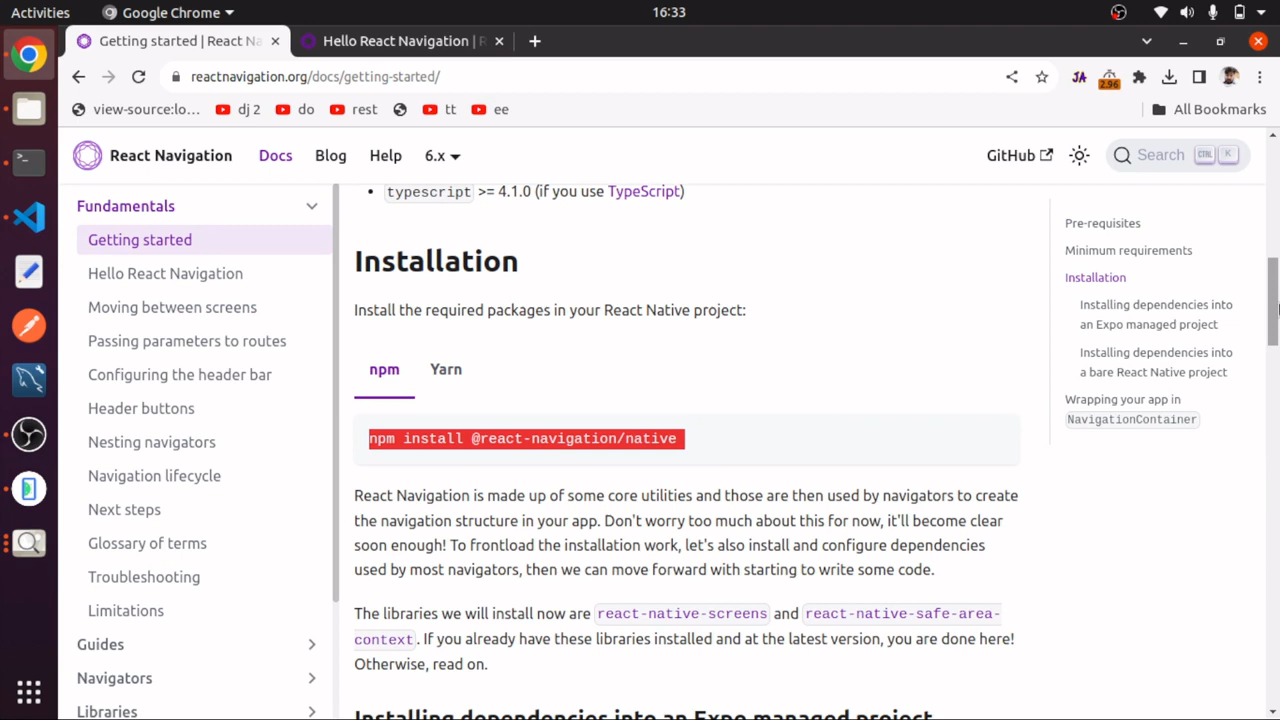 Activities Google Chrome 16:33
Getting started | React Na Hello React Navigation | R
reactnavigation.org/docs/getting-started/
2.96
view-source:lo... dj 2 do rest tt ee All Bookmarks
React Navigation Docs Blog Help 6.x GitHub Search CTRL K
Fundamentals
Getting started
Hello React Navigation
Moving between screens
Passing parameters to routes
Configuring the header bar
Header buttons
Nesting navigators
Navigation lifecycle
Next steps
Glossary of terms
Troubleshooting
Limitations
Guides
Navigators
Libraries
typescript >= 4.1.0 (if you use TypeScript)
Installation
Install the required packages in your React Native project:
npm Yarn
npm install @react-navigation/native
React Navigation is made up of some core utilities and those are then used by navigators to create
the navigation structure in your app. Don't worry too much about this for now, it'll become clear
soon enough! To frontload the installation work, let's also install and configure dependencies
used by most navigators, then we can move forward with starting to write some code.
The libraries we will install now are react-native-screens and react-native-safe-area-
context. If you already have these libraries installed and at the latest version, you are done here!
Otherwise, read on.
Installing dependencies into an Expo managed project
Pre-requisites
Minimum requirements
Installation
Installing dependencies into
an Expo managed project
Installing dependencies into
a bare React Native project
Wrapping your app in
NavigationContainer